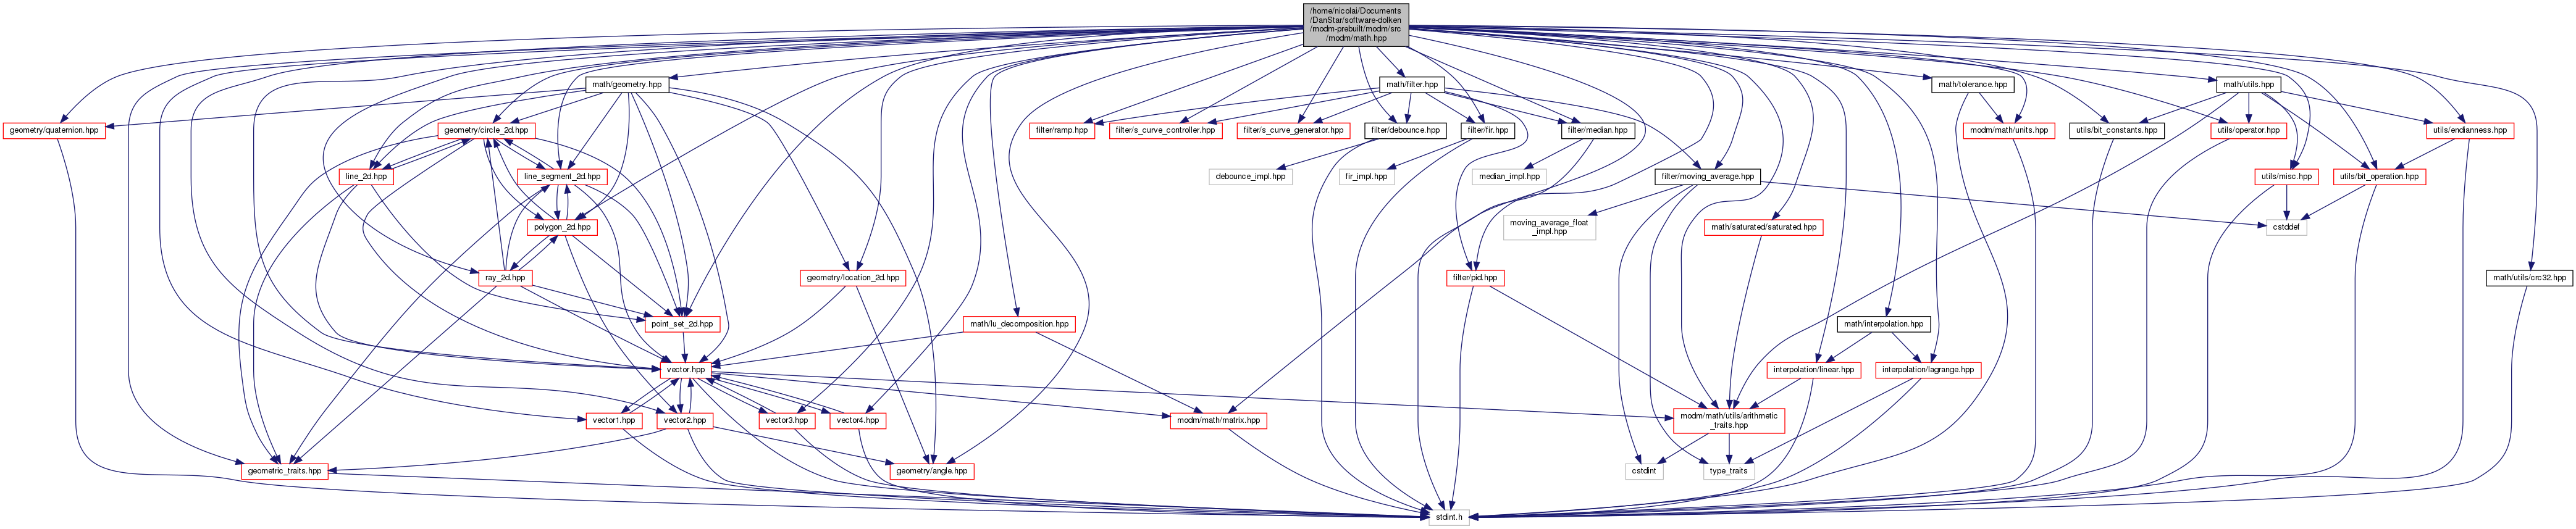 /home/nicolai/Documents
/DanStar/software-dolken
/modm-prebuilt/modm/src
/modm/math.hpp
math/geometry.hpp
math/filter.hpp
math/tolerance.hpp
math/utils.hpp
geometry/quaternion.hpp
geometry/circle_2d.hpp
filter/ramp.hpp
filter/s_curve_controller.hpp
filter/s_curve_generator.hpp
filter/debounce.hpp
filter/fir.hpp
filter/median.hpp
modm/math/units.hpp
utils/bit_constants.hpp
utils/operator.hpp
utils/endianness.hpp
line_2d.hpp
line_segment_2d.hpp
debounce_impl.hpp
fir_impl.hpp
median_impl.hpp
filter/moving_average.hpp
utils/misc.hpp
utils/bit_operation.hpp
polygon_2d.hpp
moving_average_float
_impl.hpp
math/saturated/saturated.hpp
cstddef
ray_2d.hpp
geometry/location_2d.hpp
filter/pid.hpp
math/utils/crc32.hpp
point_set_2d.hpp
math/lu_decomposition.hpp
math/interpolation.hpp
vector.hpp
interpolation/linear.hpp
interpolation/lagrange.hpp
vector1.hpp
vector2.hpp
vector3.hpp
vector4.hpp
modm/math/matrix.hpp
modm/math/utils/arithmetic
_traits.hpp
geometric_traits.hpp
geometry/angle.hpp
cstdint
type_traits
stdint.h